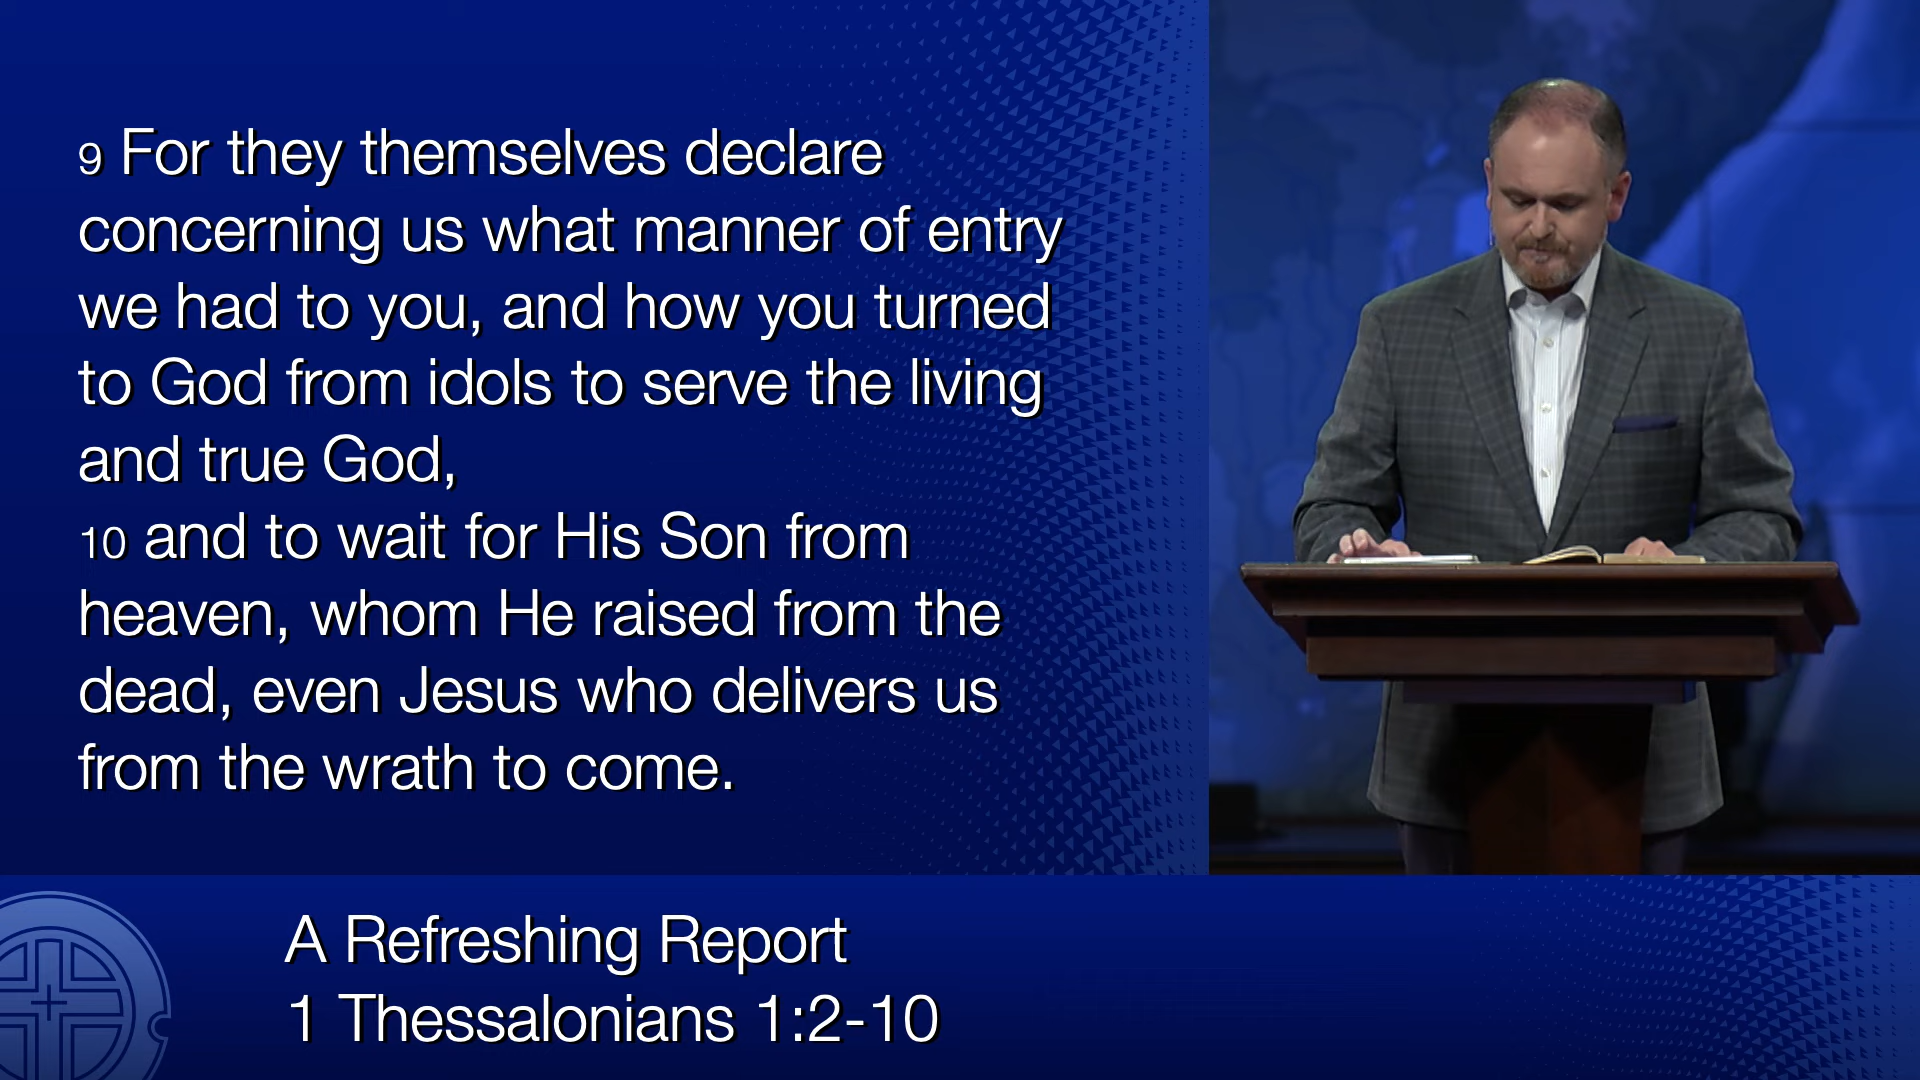 9 For they themselves declare
concerning us what manner of entry
we had to you, and how you turned
to God from idols to serve the living
and true God,
10 and to wait for His Son from
heaven, whom He raised from the
dead, even Jesus who delivers us
from the wrath to come.
A Refreshing Report
1 Thessalonians 1:2-10